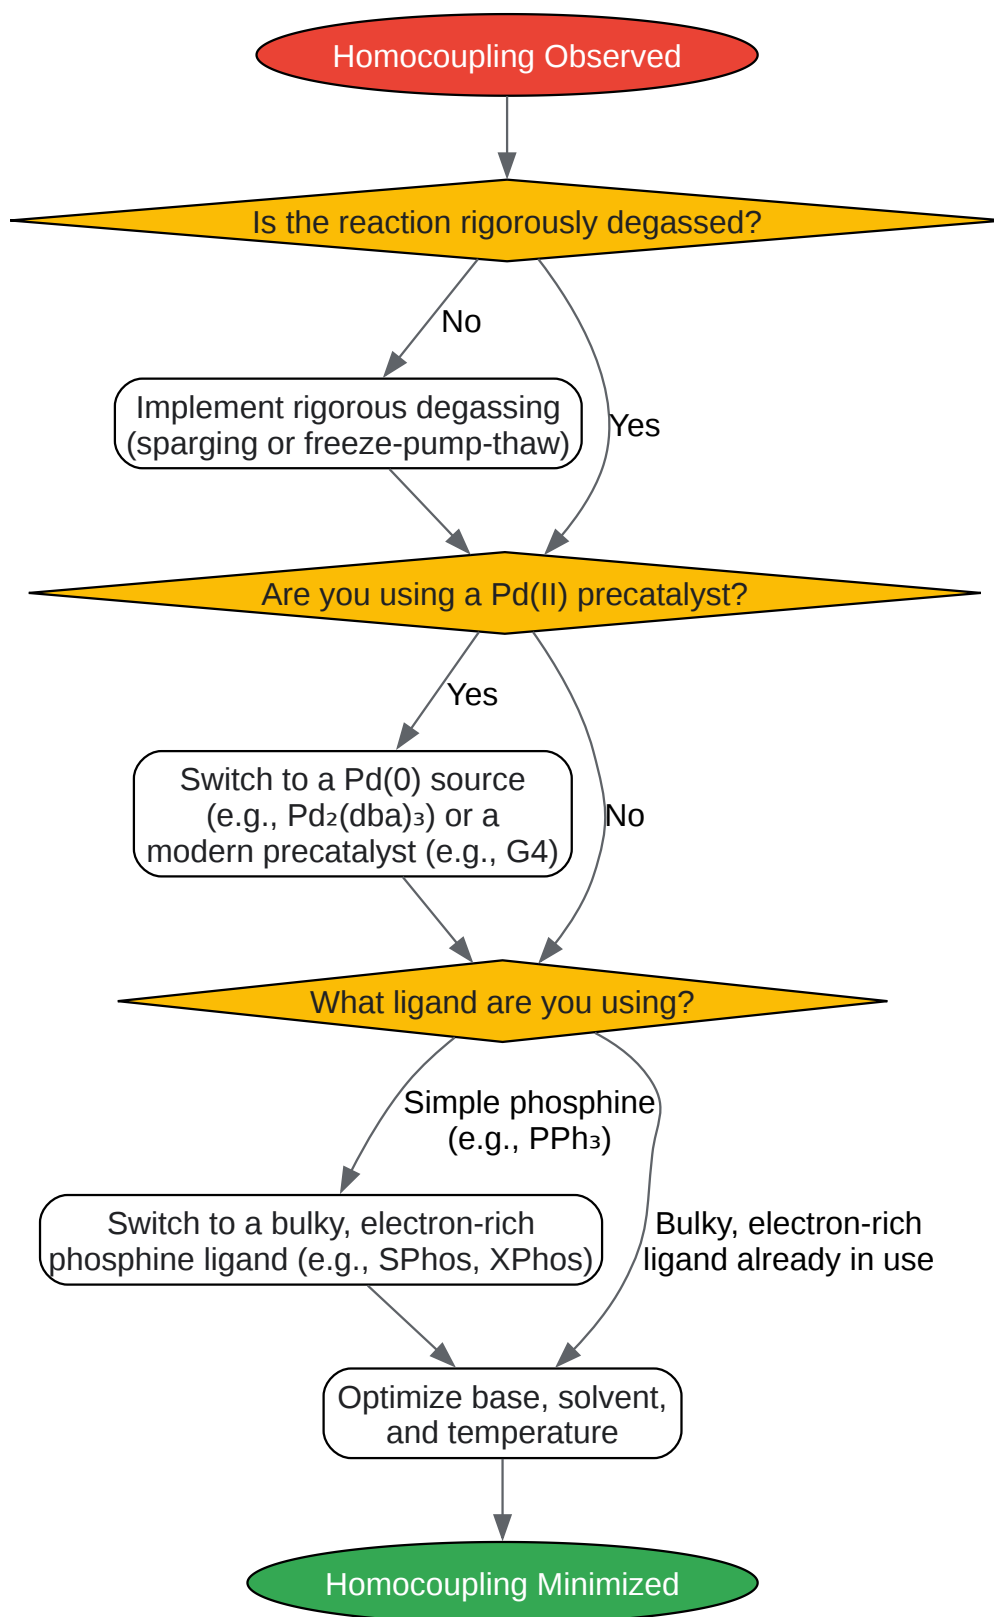 Homocoupling Observed
Is the reaction rigorously degassed?
No
Implement rigorous degassing
(sparging or freeze-pump-thaw)
Yes
Are you using a Pd(II) precatalyst?
Yes
Switch to a Pd(0) source
(e.g., Pd₂(dba)₃) or a
modern precatalyst (e.g., G4)
No
What ligand are you using?
Simple phosphine
(e.g., PPh₃)
Switch to a bulky, electron-rich
phosphine ligand (e.g., SPhos, XPhos)
Bulky, electron-rich
ligand already in use
Optimize base, solvent,
and temperature
Homocoupling Minimized